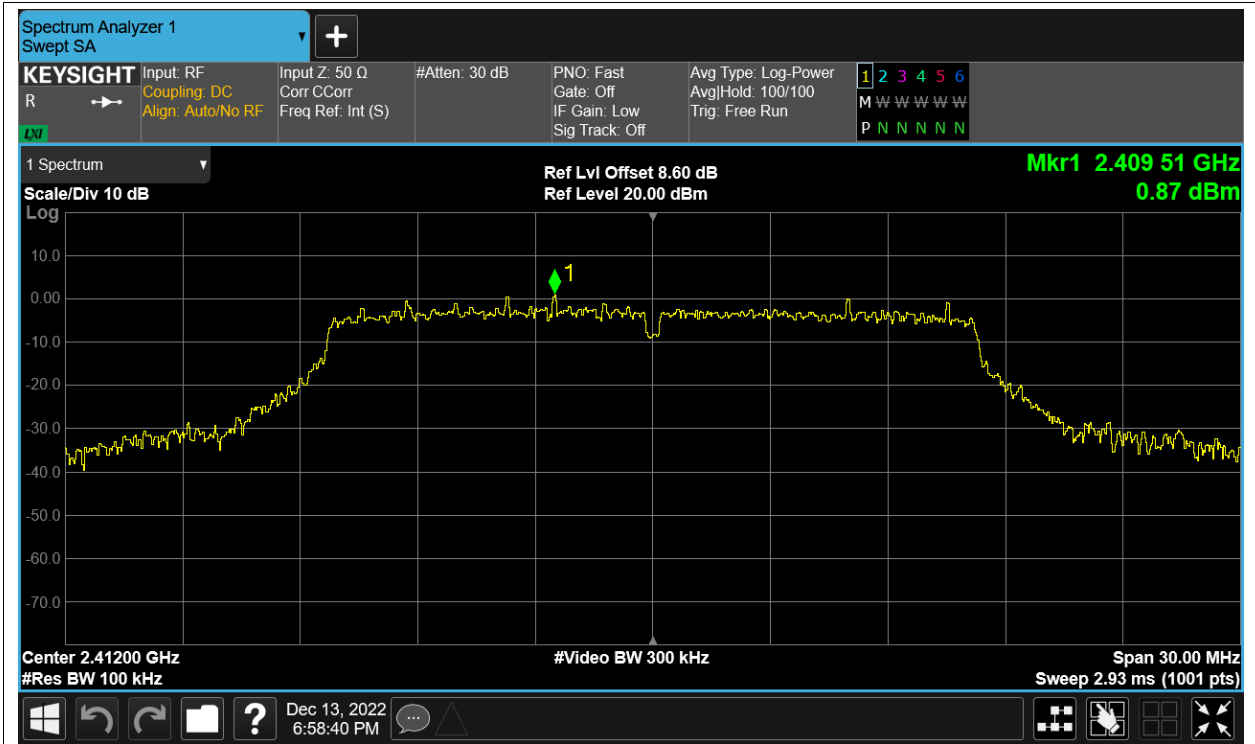 Spectrum Analyzer 1
Swept SA
KEYSIGHT
R
LXI
Input: RF
Coupling: DC
Align: Auto/No RF
Input Z: 50 Ω
Corr CCorr
Freq Ref: Int (S)
#Atten: 30 dB
PNO: Fast
Gate: Off
IF Gain: Low
Sig Track: Off
Avg Type: Log-Power
Avg|Hold: 100/100
Trig: Free Run
1 2 3 4 5 6
M W W W W W
P N N N N N
1 Spectrum
Scale/Div 10 dB
Ref Lvl Offset 8.60 dB
Ref Level 20.00 dBm
Mkr1 2.409 51 GHz
0.87 dBm
Log
10.0
0.00
-10.0
-20.0
-30.0
-40.0
-50.0
-60.0
-70.0
1
Center 2.41200 GHz
#Res BW 100 kHz
#Video BW 300 kHz
Span 30.00 MHz
Sweep 2.93 ms (1001 pts)
?
Dec 13, 2022
6:58:40 PM